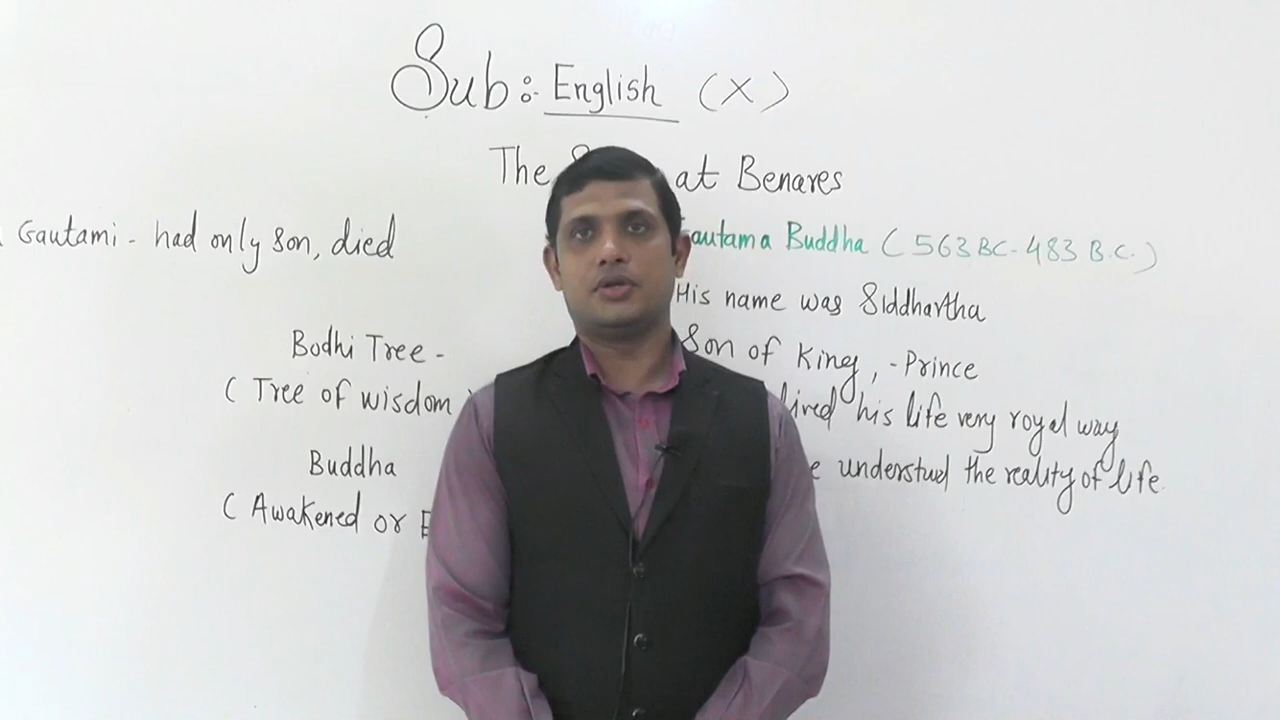 Sub:- English (X)
The at Benares
Gautami - had only Son, died
Gautama Buddha (563 BC - 483 B.C.)
His name was Siddhartha
Bodhi Tree -
Son of King, - Prince
(Tree of wisdom
lived his life very royal way
Buddha
understud the reality of life.
(Awakened or